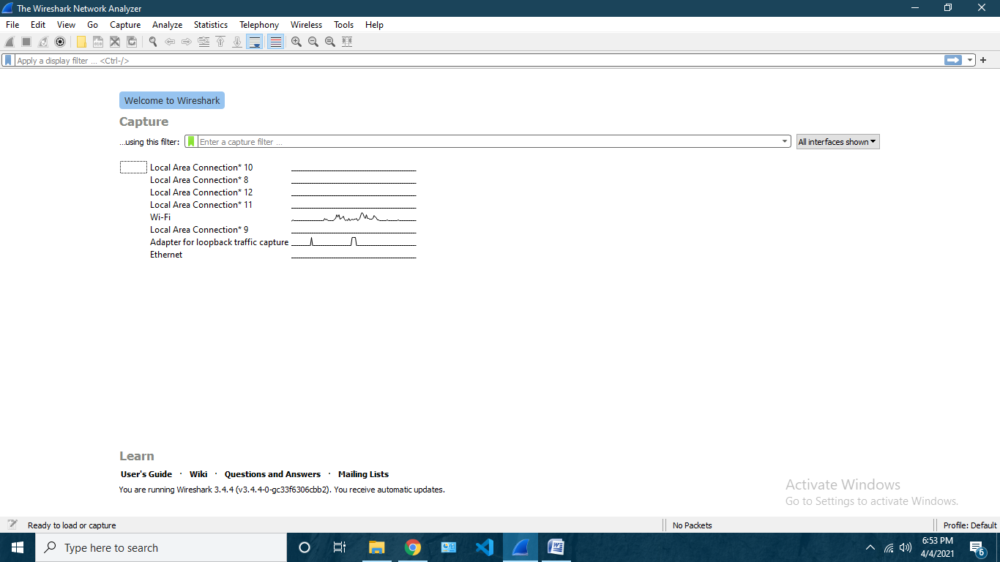 The Wireshark Network Analyzer
File Edit View Go Capture Analyze Statistics Telephony Wireless Tools Help
Apply a display filter ... <Ctrl-/>
Welcome to Wireshark
Capture
...using this filter: Enter a capture filter ... All interfaces shown
Local Area Connection* 10
Local Area Connection* 8
Local Area Connection* 12
Local Area Connection* 11
Wi-Fi
Local Area Connection* 9
Adapter for loopback traffic capture
Ethernet
Learn
User's Guide · Wiki · Questions and Answers · Mailing Lists
You are running Wireshark 3.4.4 (v3.4.4-0-gc33f6306cbb2). You receive automatic updates.
Activate Windows
Go to Settings to activate Windows.
Ready to load or capture No Packets Profile: Default
Type here to search
6:53 PM
4/4/2021
6